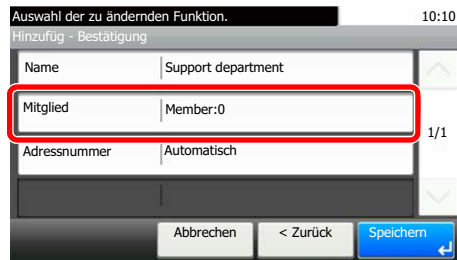 Auswahl der zu ändernden Funktion. 10:10
Hinzufüg - Bestätigung
Name Support department
Mitglied Member:0
1/1
Adressnummer Automatisch
Abbrechen < Zurück Speichern